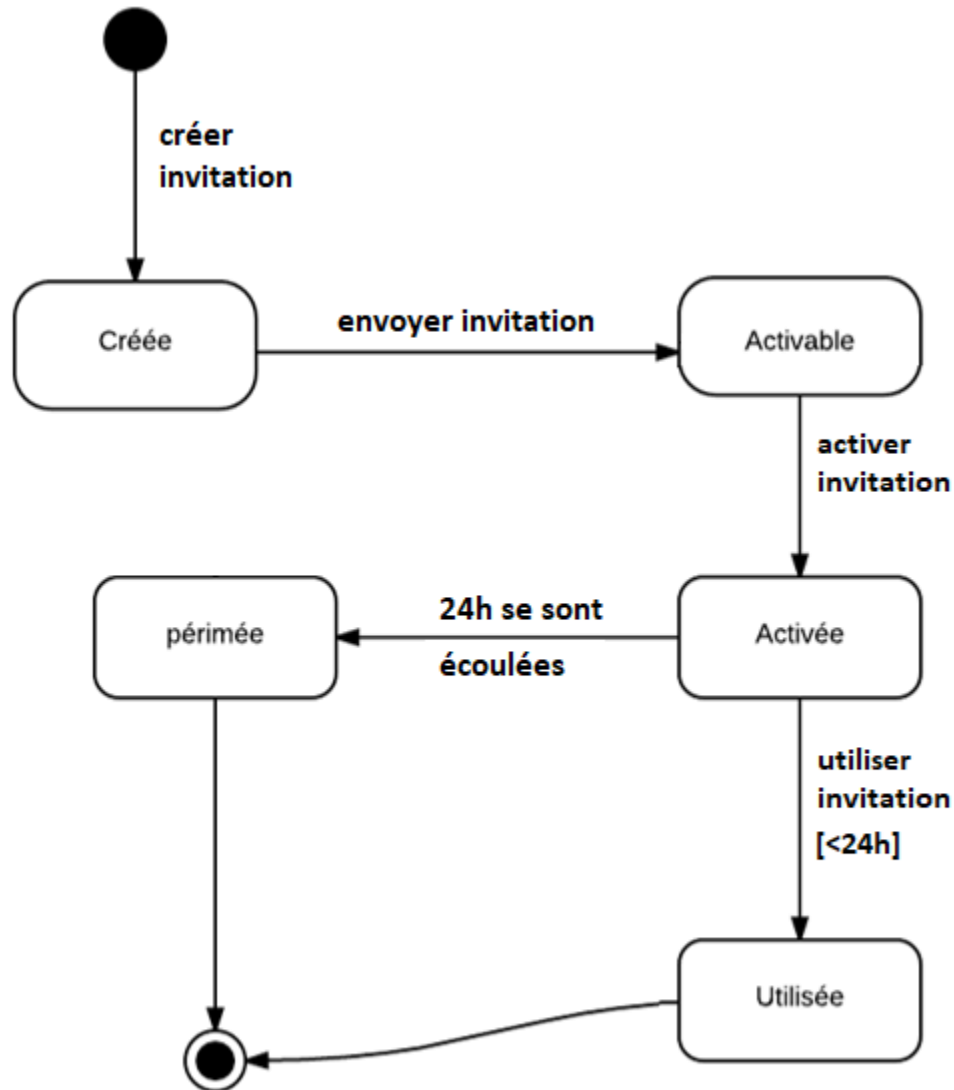 créer
invitation
Créée
envoyer invitation
Activable
activer
invitation
périmée
24h se sont
écoulées
Activée
utiliser
invitation
[<24h]
Utilisée